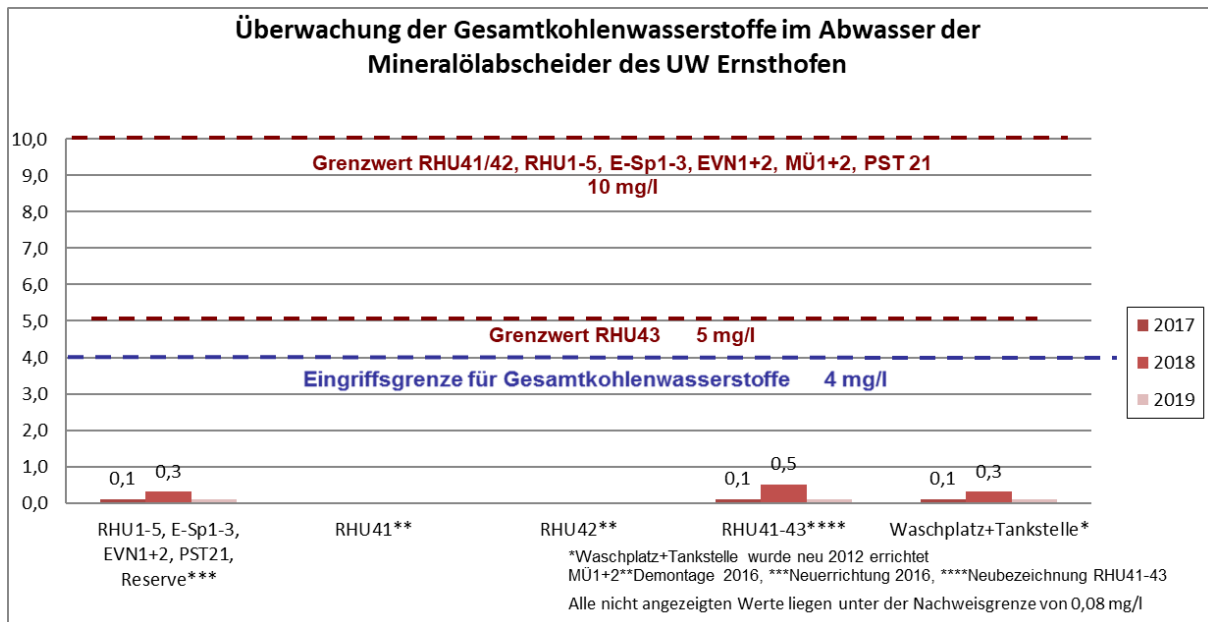 Überwachung der Gesamtkohlenwasserstoffe im Abwasser der
Mineralölabscheider des UW Ernsthofen
10,0
Grenzwert RHU41/42, RHU1-5, E-Sp1-3, EVN1+2, MÜ1+2, PST 21
9,0
10 mg/l
8,0
7,0
6,0
5,0
Grenzwert RHU43 5 mg/l
4,0
Eingriffsgrenze für Gesamtkohlenwasserstoffe 4 mg/l
3,0
2,0
1,0
0,0
0,1 0,3
0,1 0,5
0,1 0,3
2017
2018
2019
RHU1-5, E-Sp1-3,
EVN1+2, PST21,
Reserve***
RHU41**
RHU42**
RHU41-43****
Waschplatz+Tankstelle*
*Waschplatz+Tankstelle wurde neu 2012 errichtet
MÜ1+2**Demontage 2016, ***Neuerrichtung 2016, ****Neubezeichnung RHU41-43
Alle nicht angezeigten Werte liegen unter der Nachweisgrenze von 0,08 mg/l